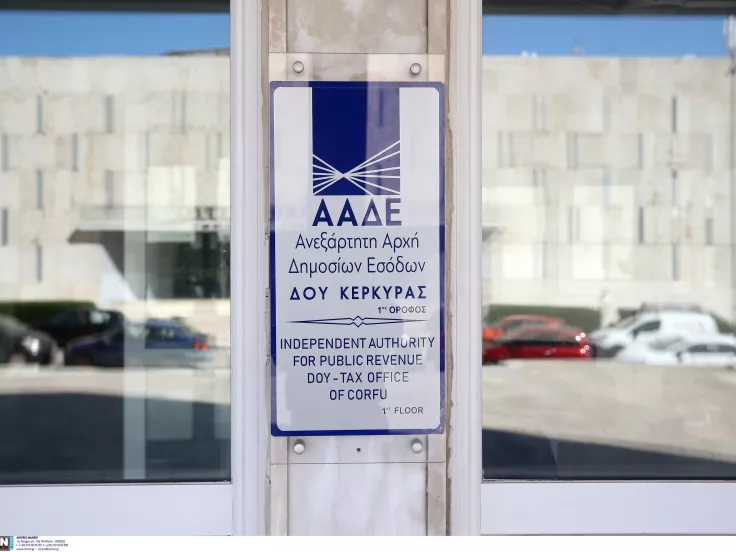 ΑΑΔΕ
Ανεξάρτητη Αρχή
Δημοσίων Εσόδων
ΔΟΥ ΚΕΡΚΥΡΑΣ
1ος ΟΡΟΦΟΣ
INDEPENDENT AUTHORITY
FOR PUBLIC REVENUE
DOY - TAX OFFICE
OF CORFU
1st FLOOR